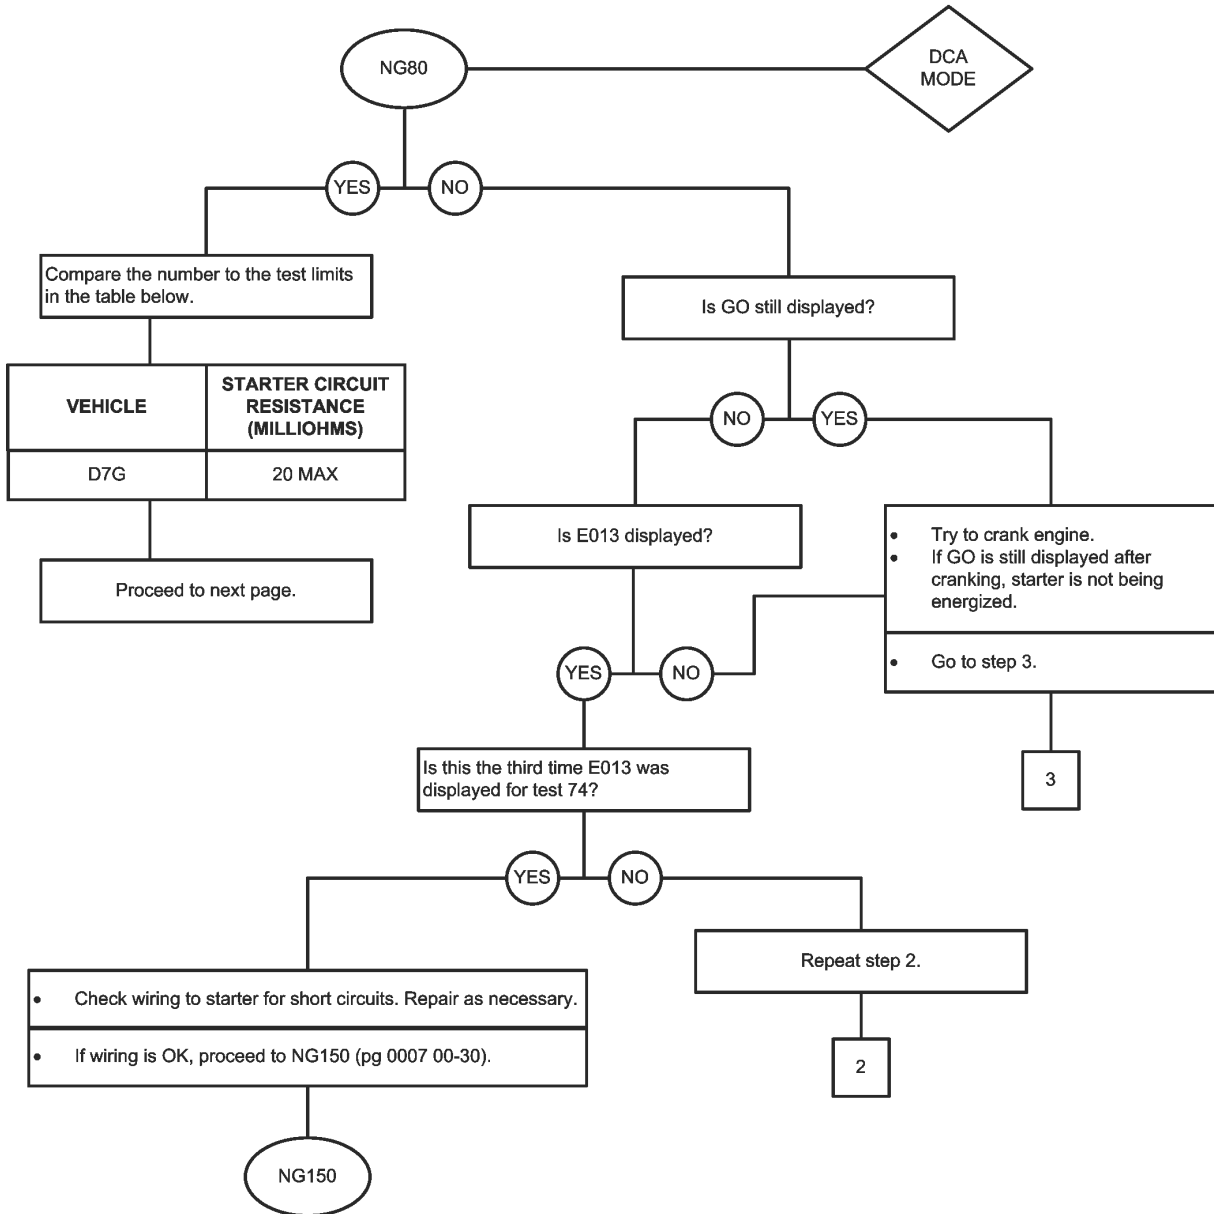 NG80
DCA
MODE
YES
NO
Compare the number to the test limits
in the table below.
Is GO still displayed?
VEHICLE
STARTER CIRCUIT
RESISTANCE
(MILLIOHMS)
D7G
20 MAX
NO
YES
Proceed to next page.
Is E013 displayed?
• Try to crank engine.
• If GO is still displayed after
cranking, starter is not being
energized.
• Go to step 3.
YES
NO
3
Is this the third time E013 was
displayed for test 74?
YES
NO
• Check wiring to starter for short circuits. Repair as necessary.
• If wiring is OK, proceed to NG150 (pg 0007 00-30).
Repeat step 2.
2
NG150